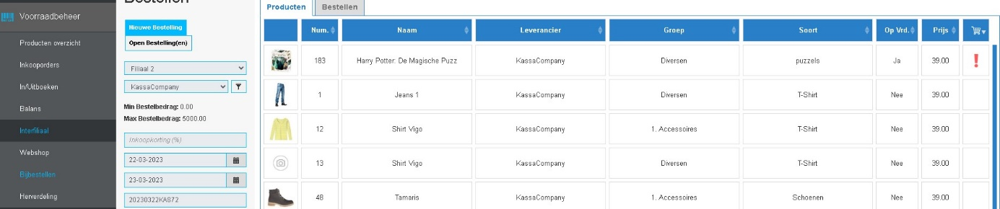 Bestellen
Voorraadbeheer
Producten overzicht
Inkooporders
In/Uitboeken
Balans
Interfiliaal
Webshop
Bijbestellen
Herverdeling
Nieuwe Bestelling
Open Bestelling(en)
Filiaal 2
KassaCompany
Min Bestelbedrag: 0.00
Max Bestelbedrag: 5000.00
Inkoopkorting (%)
22-03-2023
23-03-2023
20230322KAS72
Producten Bestellen
Num. Naam Leverancier Groep Soort Op Vrd. Prijs
183 Harry Potter: De Magische Puzz KassaCompany Diversen puzzels Ja 39.00
1 Jeans 1 KassaCompany Diversen T-Shirt Nee 39.00
12 Shirt Vigo KassaCompany 1. Accessoires T-Shirt Nee 39.00
13 Shirt Vigo KassaCompany Diversen T-Shirt Nee 39.00
48 Tamaris KassaCompany 1. Accessoires Schoenen Nee 39.00